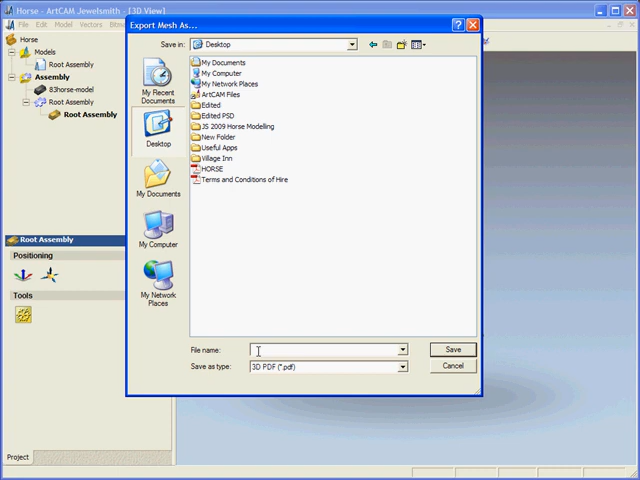 Horse - ArtCAM Jewelsmith - [3D View]
File Edit Model Vectors
Horse
Models
Root Assembly
Assembly
83horse-model
Root Assembly
Root Assembly
Root Assembly
Positioning
Tools
Project
Export Mesh As...
Save in:
Desktop
My Recent
Documents
Desktop
My Documents
My Computer
My Network
Places
My Documents
My Computer
My Network Places
ArtCAM Files
Edited
Edited PSD
JS 2009 Horse Modelling
New Folder
Useful Apps
Village Inn
HORSE
Terms and Conditions of Hire
File name:
Save
Save as type:
3D PDF (*.pdf)
Cancel